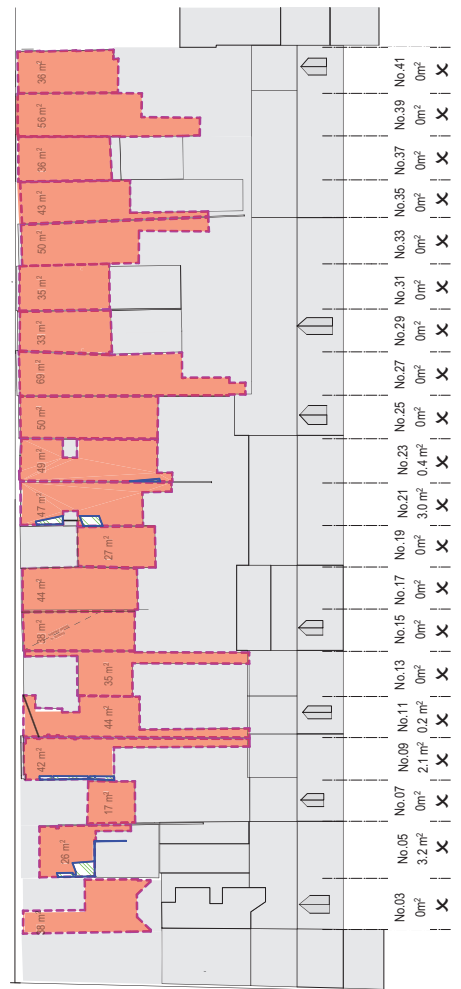 38 m²
26 m²
17 m²
42 m²
44 m²
35 m²
38 m²
44 m²
27 m²
47 m²
49 m²
50 m²
69 m²
33 m²
35 m²
50 m²
43 m²
36 m²
56 m²
36 m²
No.03
0m²
X
No.05
3.2 m²
X
No.07
0m²
X
No.09
2.1 m²
X
No.11
0.2 m²
X
No.13
0m²
X
No.15
0m²
X
No.17
0m²
X
No.19
0m²
X
No.21
3.0 m²
X
No.23
0.4 m²
X
No.25
0m²
X
No.27
0m²
X
No.29
0m²
X
No.31
0m²
X
No.33
0m²
X
No.35
0m²
X
No.37
0m²
X
No.39
0m²
X
No.41
0m²
X